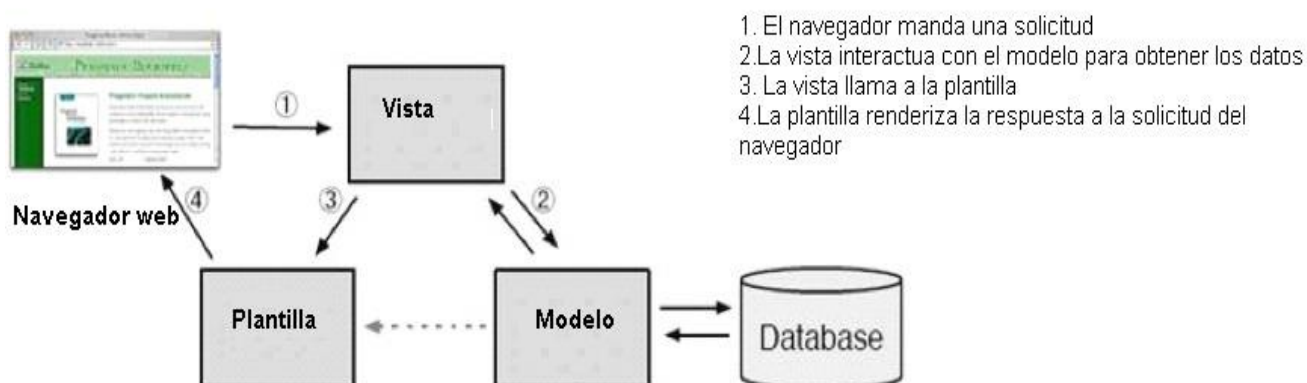 1. El navegador manda una solicitud
2.La vista interactua con el modelo para obtener los datos
3. La vista llama a la plantilla
4.La plantilla renderiza la respuesta a la solicitud del
navegador
①
Vista
④
③
②
Navegador web
Plantilla
Modelo
Database